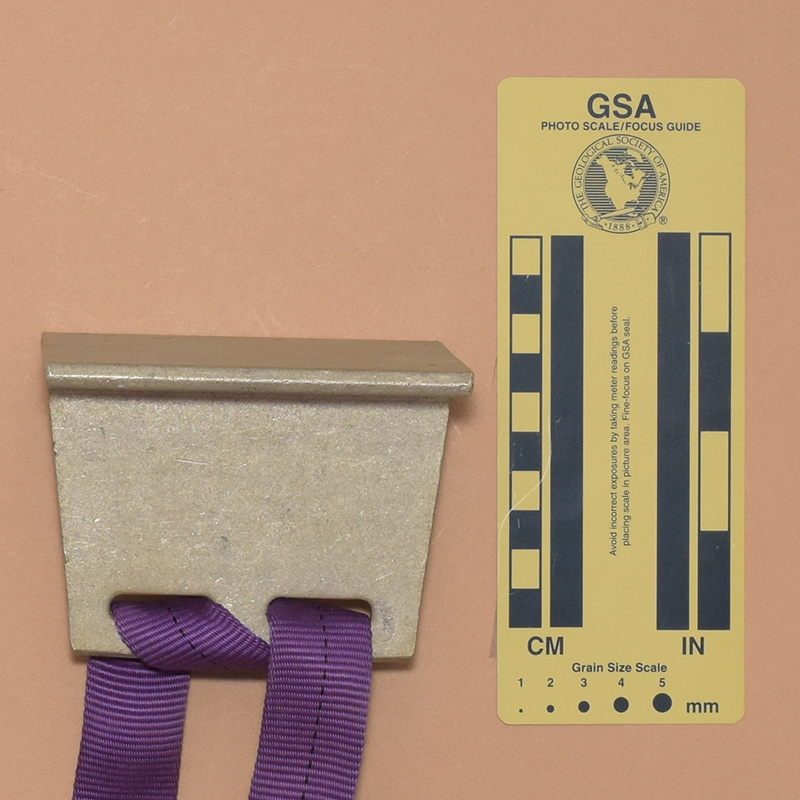 GSA
PHOTO SCALE/FOCUS GUIDE
THE GEOLOGICAL SOCIETY OF AMERICA
· 1888 · ®
Avoid incorrect exposures by taking meter readings before
placing scale in picture area. Fine-focus on GSA seal.
CM IN
Grain Size Scale
1 2 3 4 5
mm